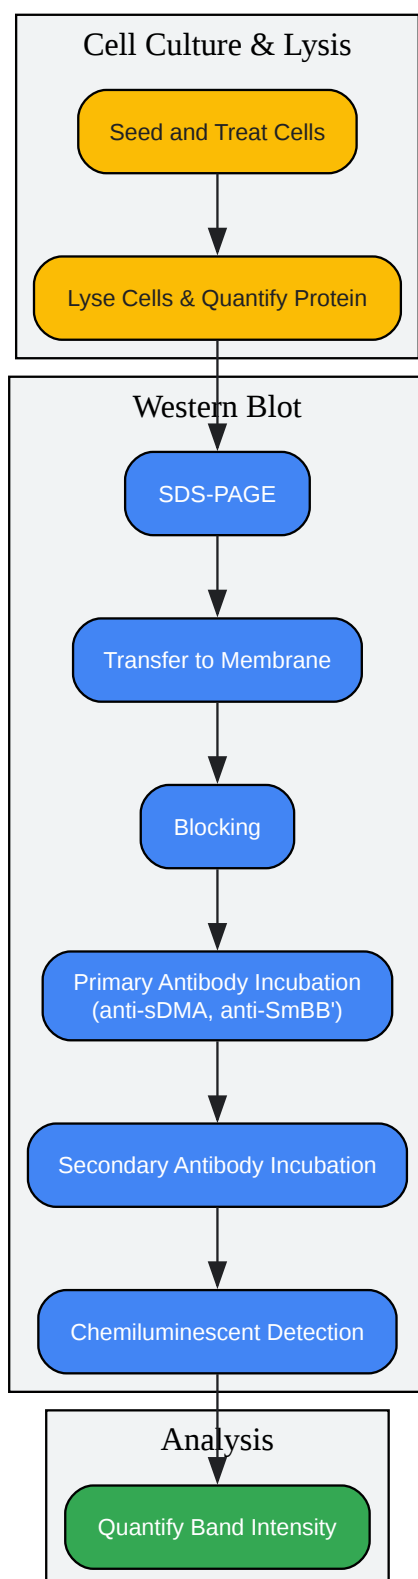 Cell Culture & Lysis
Seed and Treat Cells
Lyse Cells & Quantify Protein
Western Blot
SDS-PAGE
Transfer to Membrane
Blocking
Primary Antibody Incubation
(anti-sDMA, anti-SmBB')
Secondary Antibody Incubation
Chemiluminescent Detection
Analysis
Quantify Band Intensity